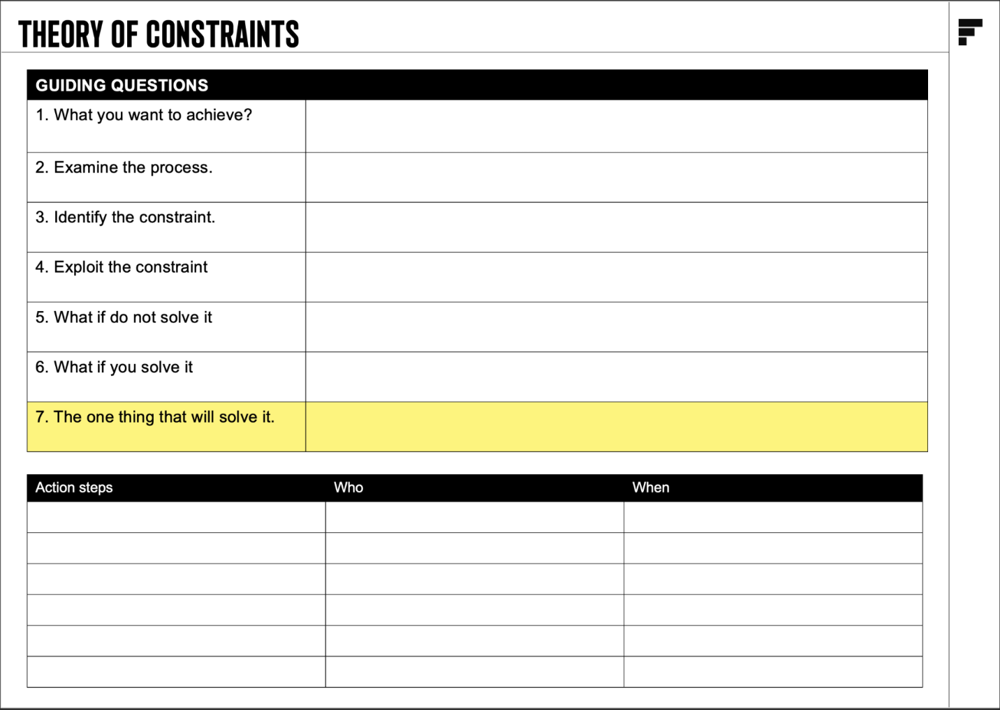 THEORY OF CONSTRAINTS
GUIDING QUESTIONS
1. What you want to achieve?
2. Examine the process.
3. Identify the constraint.
4. Exploit the constraint
5. What if do not solve it
6. What if you solve it
7. The one thing that will solve it.
Action steps Who When